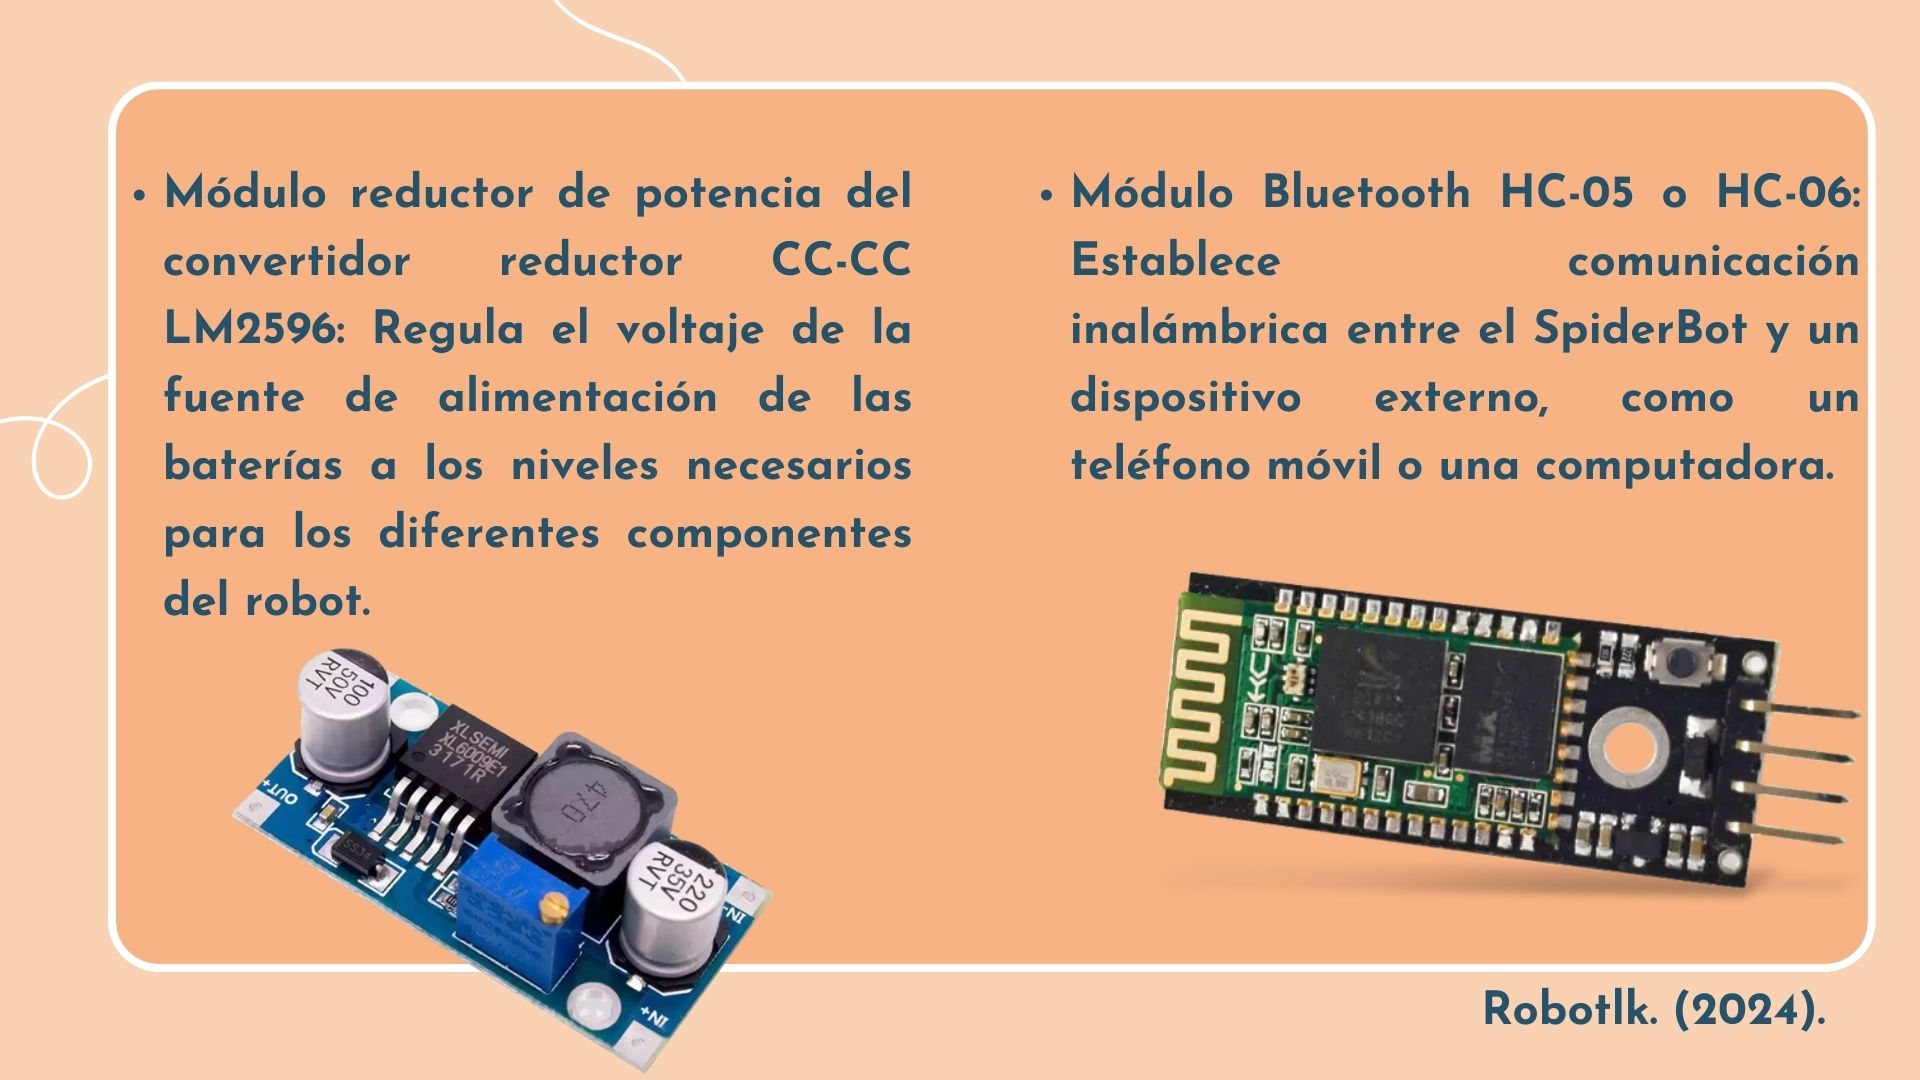 • Módulo reductor de potencia del
convertidor reductor CC-CC
LM2596: Regula el voltaje de la
fuente de alimentación de las
baterías a los niveles necesarios
para los diferentes componentes
del robot.
• Módulo Bluetooth HC-05 o HC-06:
Establece comunicación
inalámbrica entre el SpiderBot y un
dispositivo externo, como un
teléfono móvil o una computadora.
100
50V
RVT
XLSEMI
XL6009E1
3171R
470
OUT+
SS34
220
35V
RVT
IN-
IN+
Robotlk. (2024).